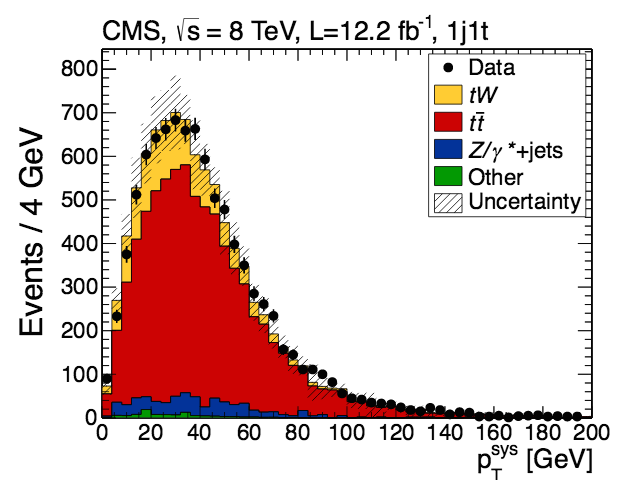 CMS, √s = 8 TeV, L=12.2 fb⁻¹, 1j1t
Events / 4 GeV
800
700
600
500
400
300
200
100
0
Data
tW
tt̄
Z/γ *+jets
Other
Uncertainty
0 20 40 60 80 100 120 140 160 180 200
p_T^sys [GeV]